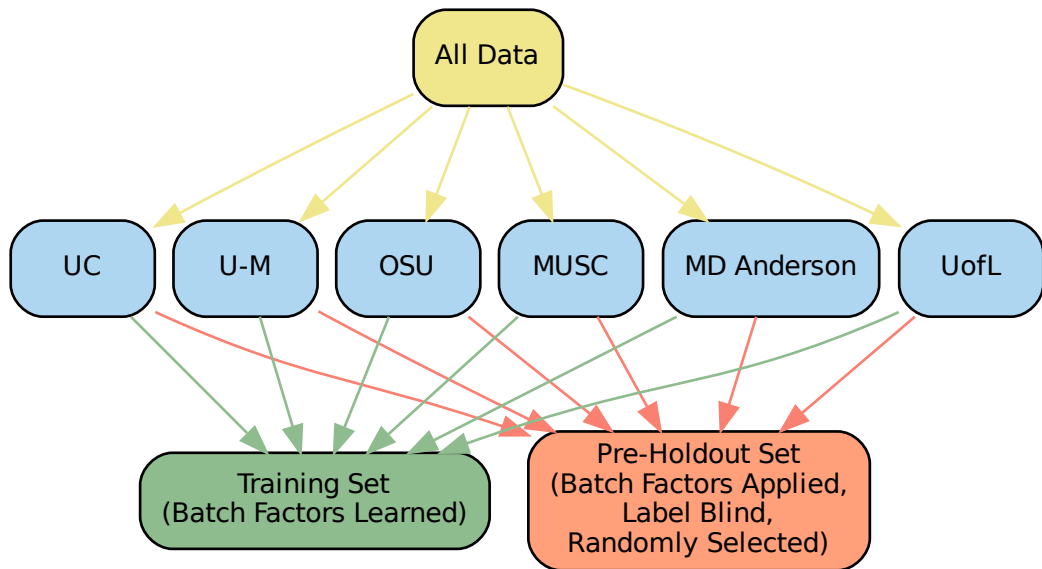 All Data
UC
U-M
OSU
MUSC
MD Anderson
UofL
Training Set
(Batch Factors Learned)
Pre-Holdout Set
(Batch Factors Applied,
Label Blind,
Randomly Selected)